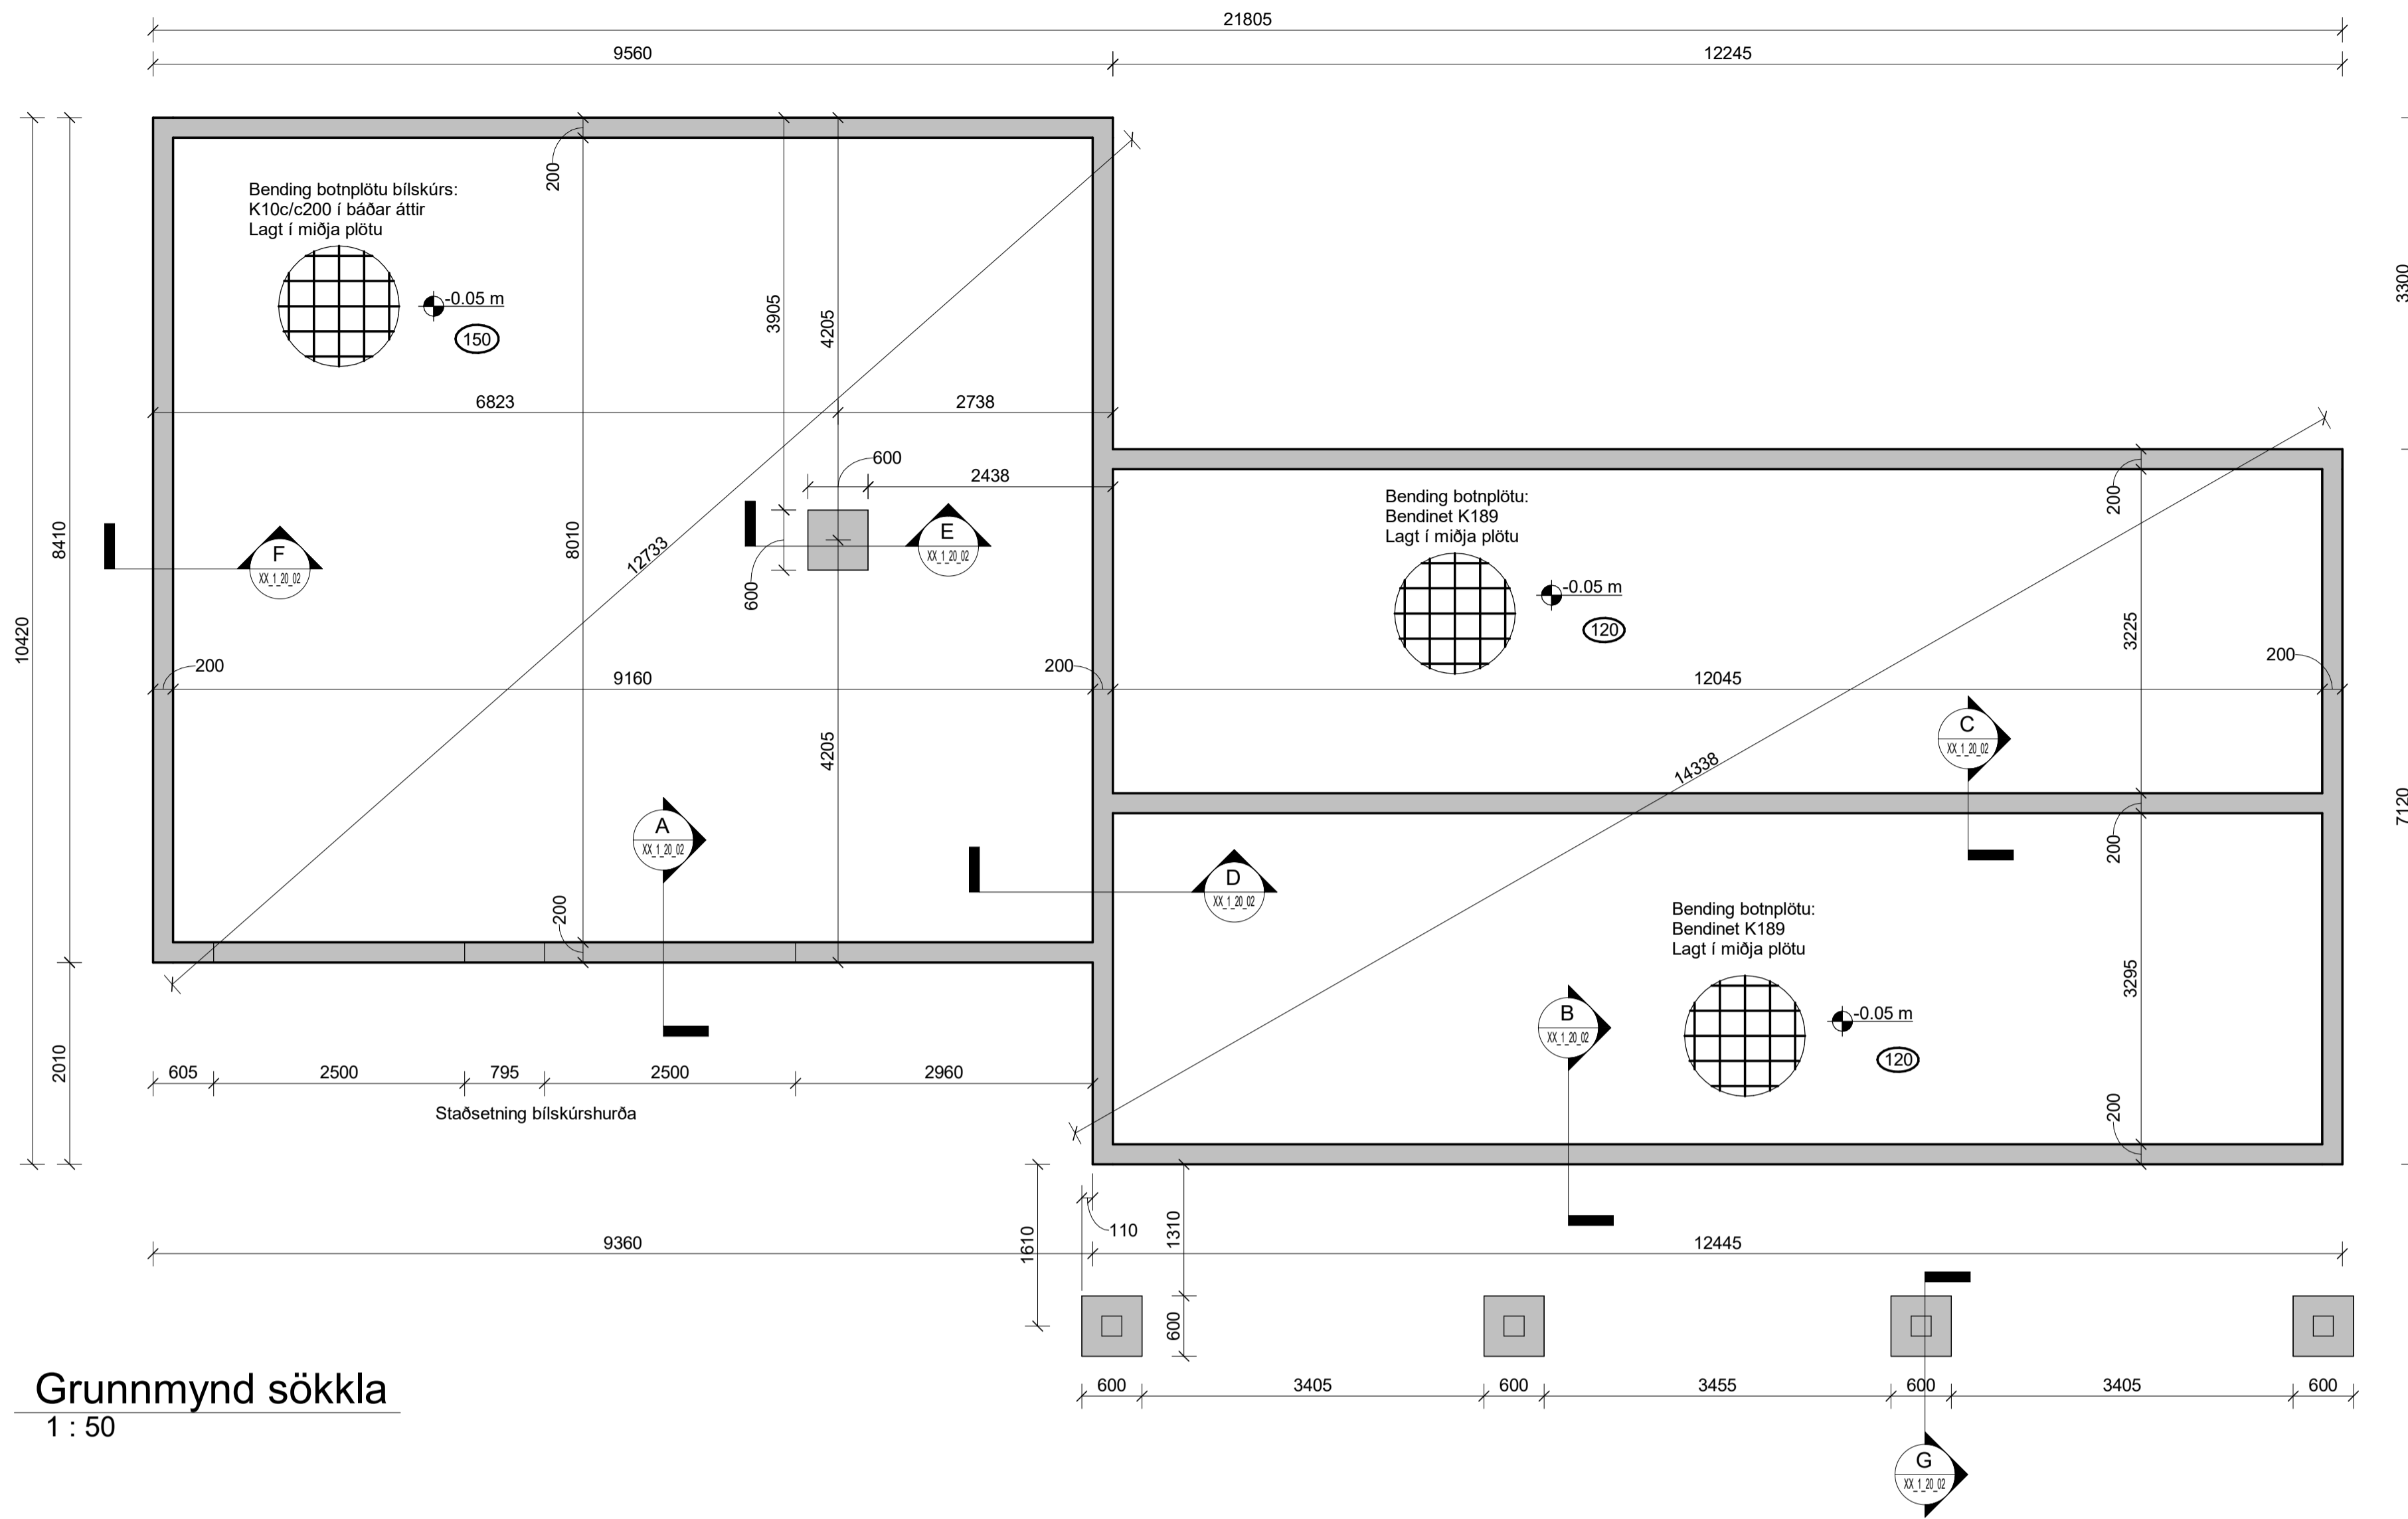 21805
9560
12245
200
Bending botnplötu bílskúrs:
K10c/c200 í báðar áttir
Lagt í miðja plötu
-0.05 m
150
3905
4205
3300
6823
2738
600
2438
Bending botnplötu:
Bendinet K189
Lagt í miðja plötu
200
8410
8010
12733
E
XX_1_20_02
F
XX_1_20_02
600
-0.05 m
120
10420
3225
200
9160
200
12045
200
C
XX_1_20_02
4205
14338
7120
A
XX_1_20_02
200
D
XX_1_20_02
200
Bending botnplötu:
Bendinet K189
Lagt í miðja plötu
3295
B
XX_1_20_02
-0.05 m
120
2010
605
2500
795
2500
2960
Staðsetning bílskúrshurða
200
110
1610
1310
9360
12445
600
600
3405
600
3455
600
3405
600
Grunnmynd sökkla
1 : 50
G
XX_1_20_02